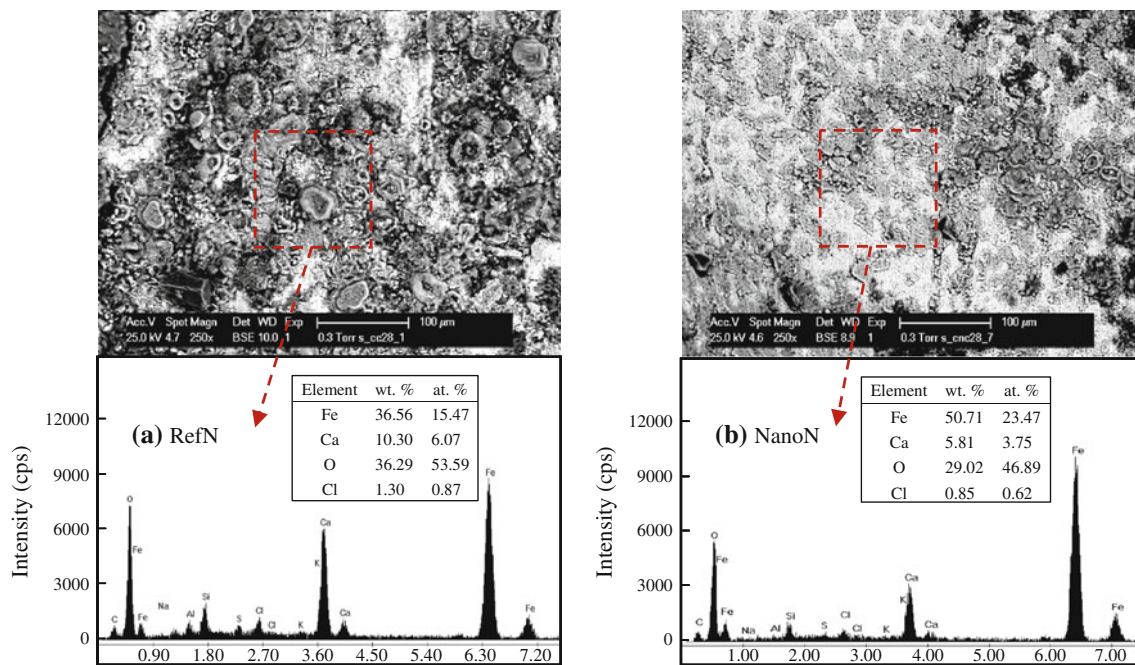 Acc.V Spot Magn Det WD Exp 100 µm
25.0 kV 4.7 250x BSE 10.0 1 0.3 Torr s_cc28_1
Acc.V Spot Magn Det WD Exp 100 µm
25.0 kV 4.6 250x BSE 8.9 1 0.3 Torr s_cnc28_7
Intensity (cps)
12000
9000
6000
3000
0
(a) RefN
Element wt. % at. %
Fe 36.56 15.47
Ca 10.30 6.07
O 36.29 53.59
Cl 1.30 0.87
C
O
Fe
Fe
Na
Al
Si
S
Cl
Cl
K
K
Ca
Ca
Fe
Fe
0.90 1.80 2.70 3.60 4.50 5.40 6.30 7.20
Intensity (cps)
12000
9000
6000
3000
0
(b) NanoN
Element wt. % at. %
Fe 50.71 23.47
Ca 5.81 3.75
O 29.02 46.89
Cl 0.85 0.62
C
O
Fe
Fe
Na
Al
Si
S
Cl
Cl
K
K
Ca
Ca
Fe
Fe
1.00 2.00 3.00 4.00 5.00 6.00 7.00